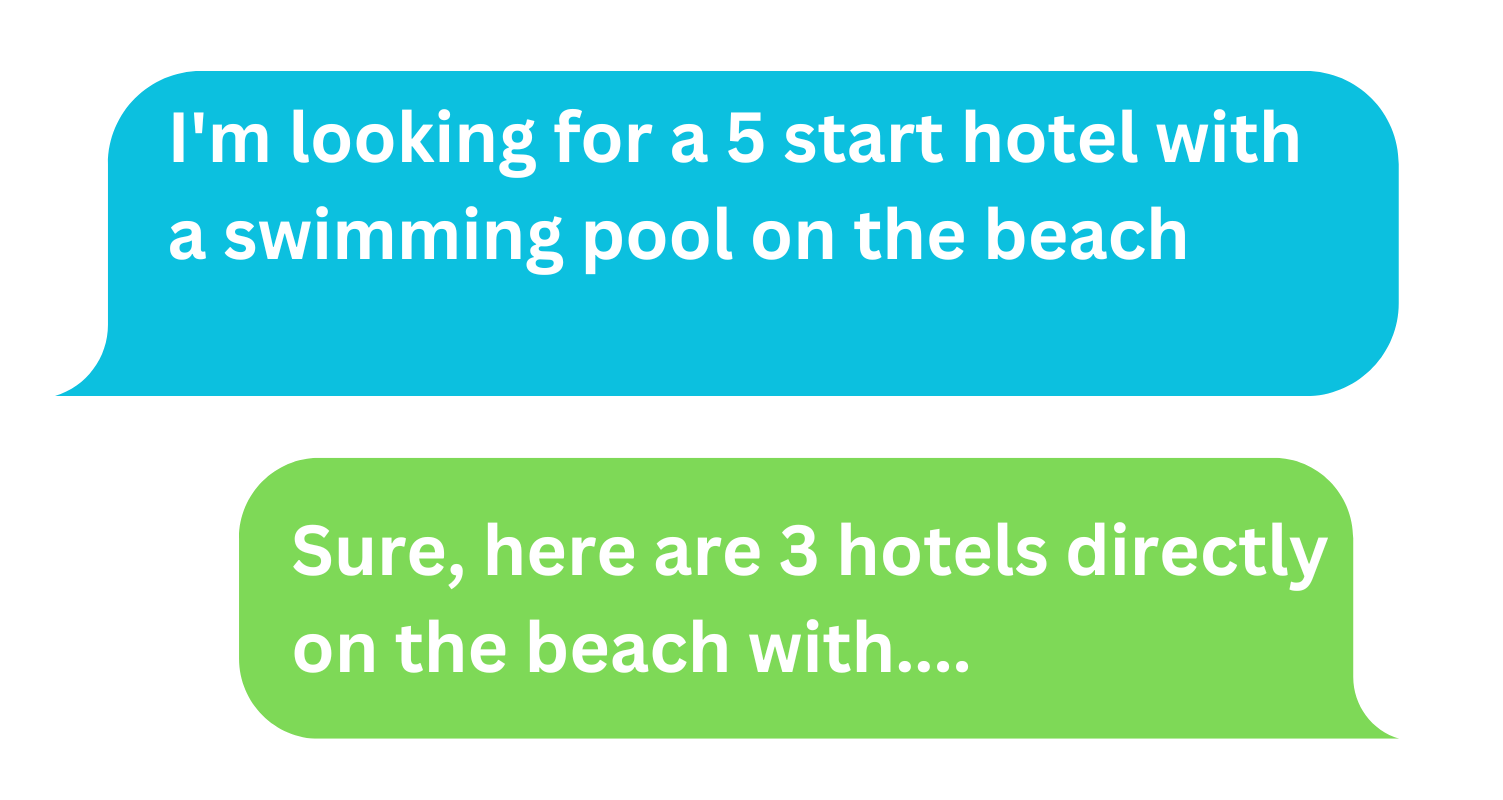 I'm looking for a 5 start hotel with
a swimming pool on the beach
Sure, here are 3 hotels directly
on the beach with....